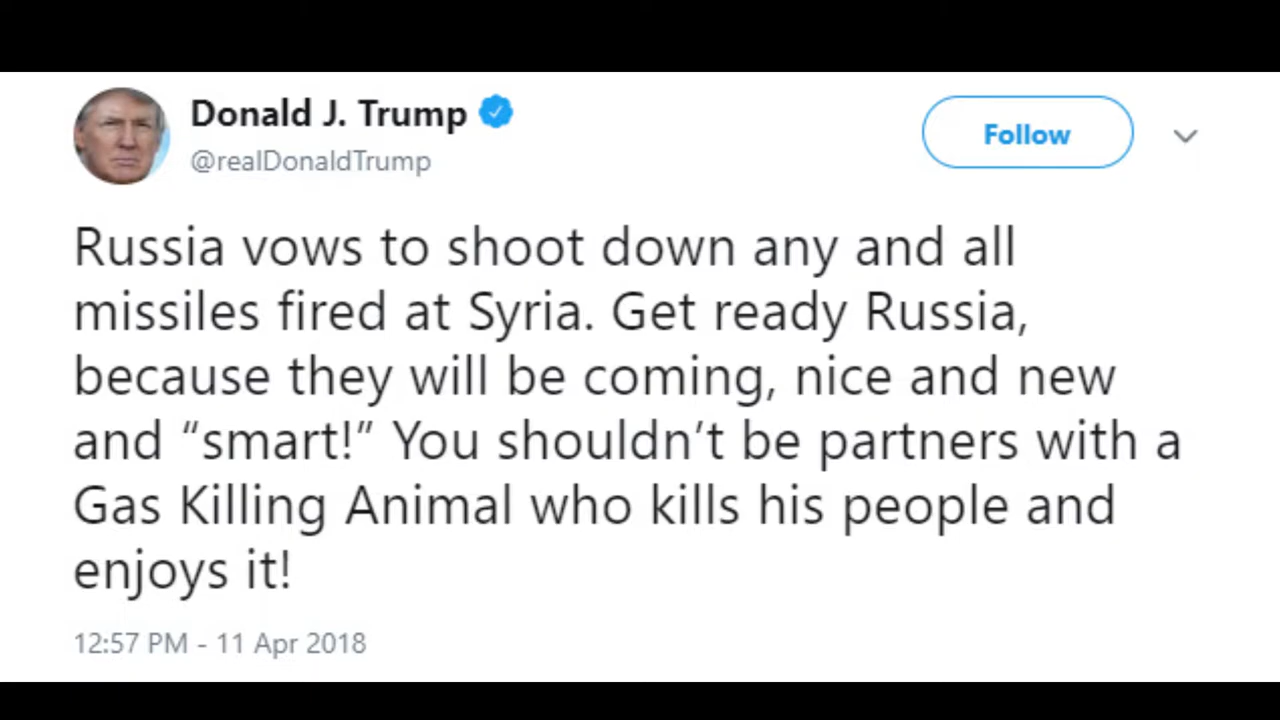 Donald J. Trump
@realDonaldTrump
Follow
Russia vows to shoot down any and all
missiles fired at Syria. Get ready Russia,
because they will be coming, nice and new
and “smart!” You shouldn’t be partners with a
Gas Killing Animal who kills his people and
enjoys it!
12:57 PM - 11 Apr 2018